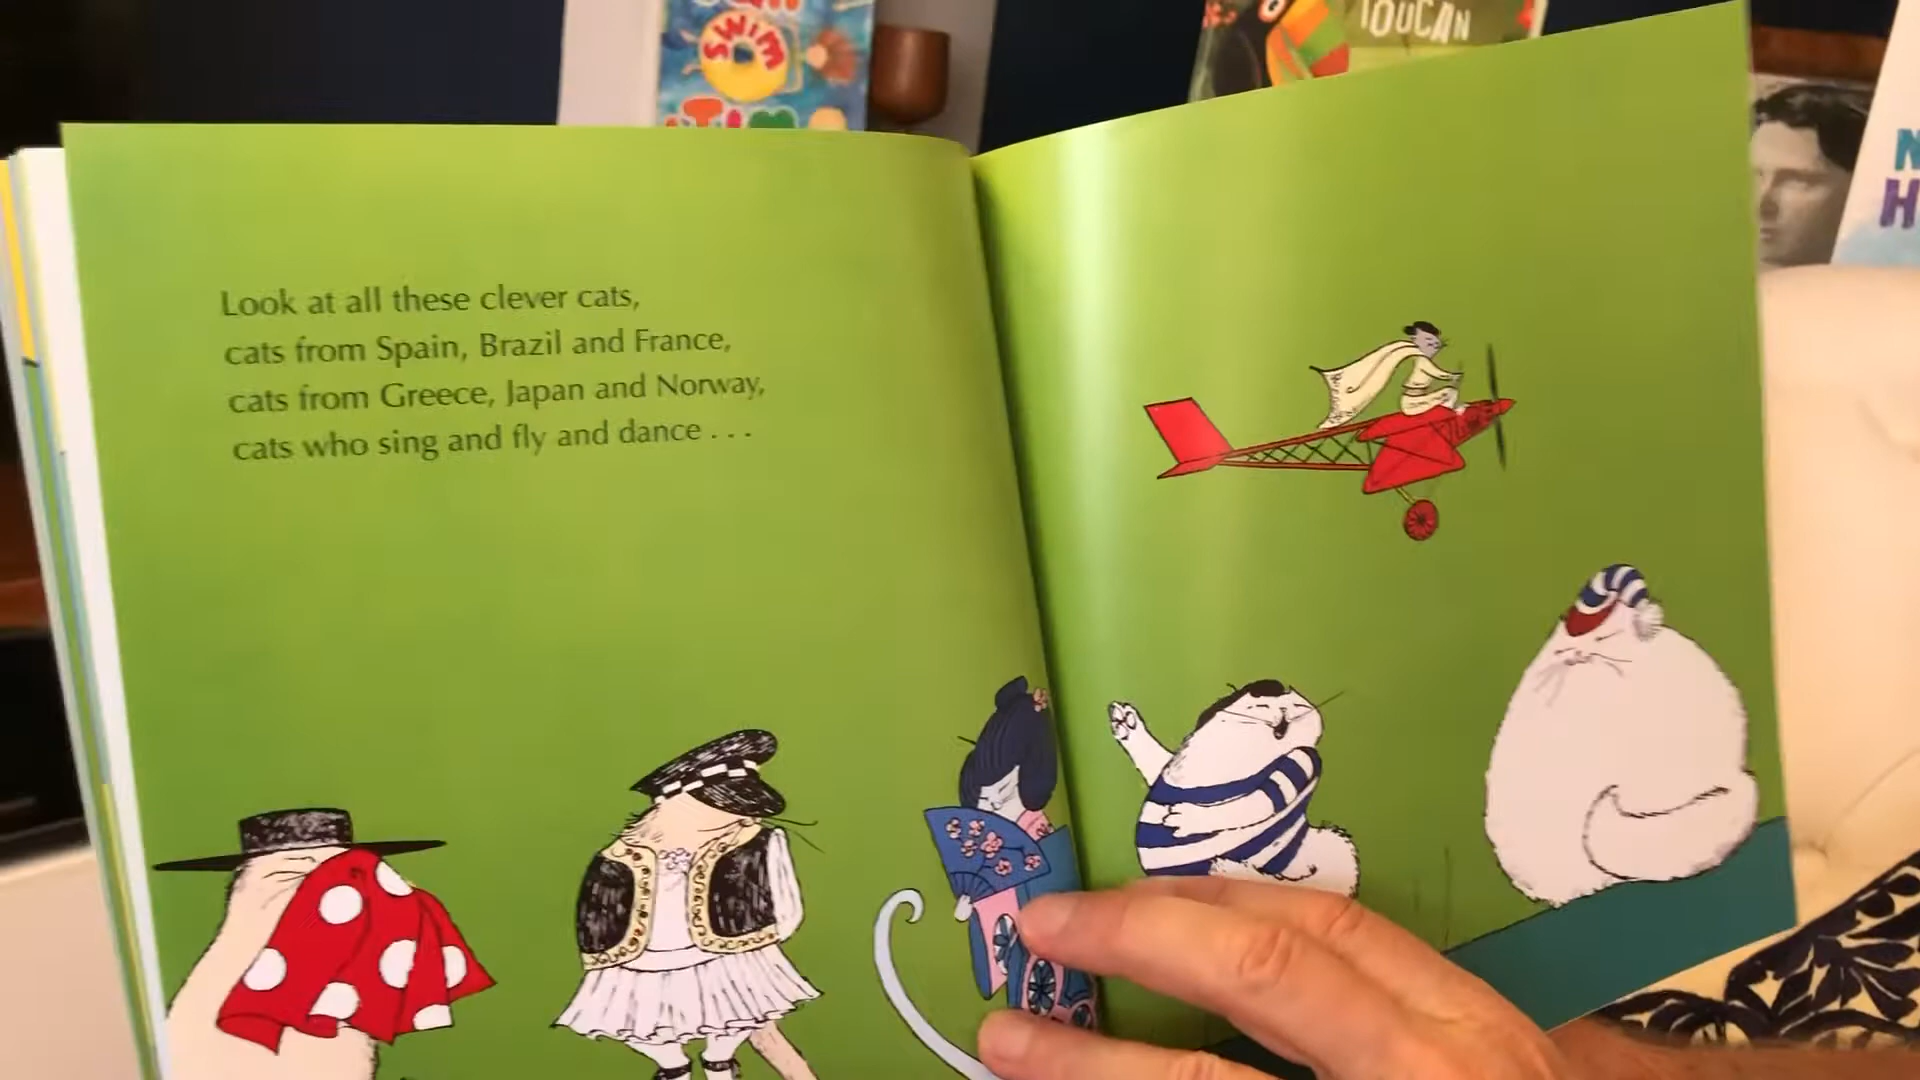 SWIM
TOUCAN
Look at all these clever cats,
cats from Spain, Brazil and France,
cats from Greece, Japan and Norway,
cats who sing and fly and dance . . .